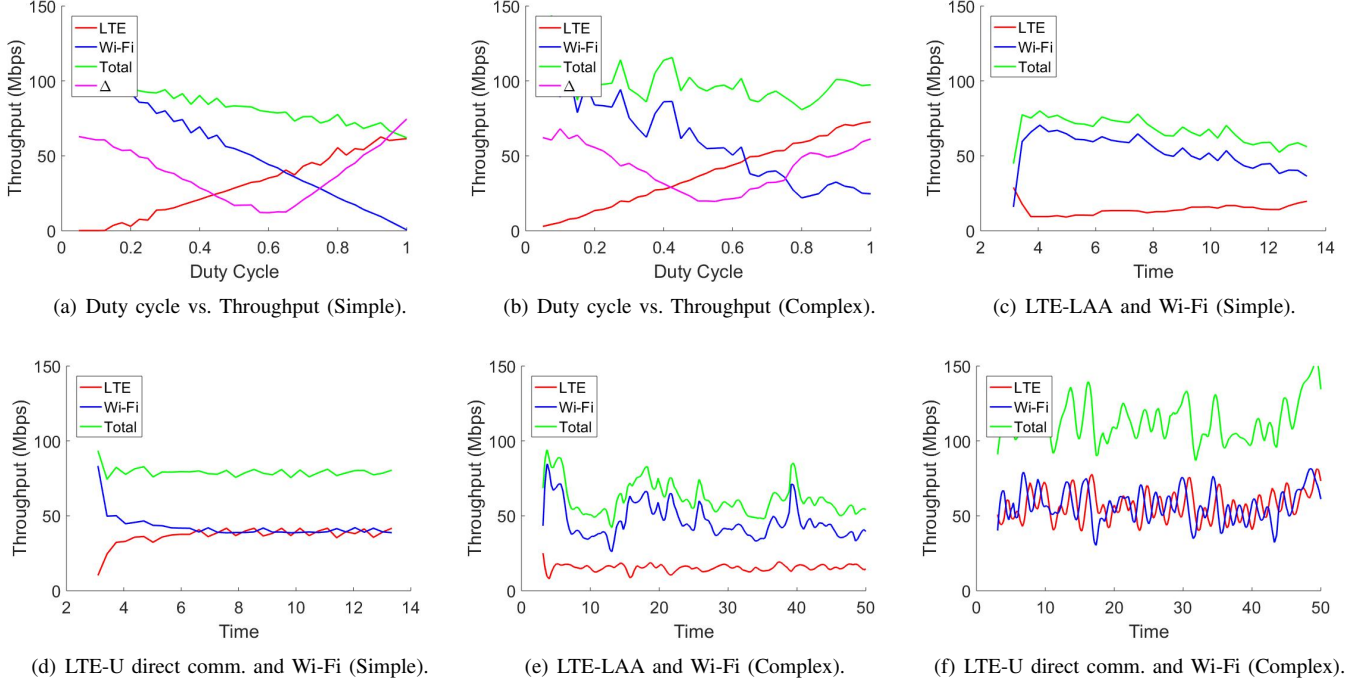 150
100
50
0
Throughput (Mbps)
LTE
Wi-Fi
Total
Δ
0 0.2 0.4 0.6 0.8 1
Duty Cycle
(a) Duty cycle vs. Throughput (Simple).
150
100
50
0
Throughput (Mbps)
LTE
Wi-Fi
Total
Δ
0 0.2 0.4 0.6 0.8 1
Duty Cycle
(b) Duty cycle vs. Throughput (Complex).
150
100
50
0
Throughput (Mbps)
LTE
Wi-Fi
Total
2 4 6 8 10 12 14
Time
(c) LTE-LAA and Wi-Fi (Simple).
150
100
50
0
Throughput (Mbps)
LTE
Wi-Fi
Total
2 4 6 8 10 12 14
Time
(d) LTE-U direct comm. and Wi-Fi (Simple).
150
100
50
0
Throughput (Mbps)
LTE
Wi-Fi
Total
0 10 20 30 40 50
Time
(e) LTE-LAA and Wi-Fi (Complex).
150
100
50
0
Throughput (Mbps)
LTE
Wi-Fi
Total
0 10 20 30 40 50
Time
(f) LTE-U direct comm. and Wi-Fi (Complex).